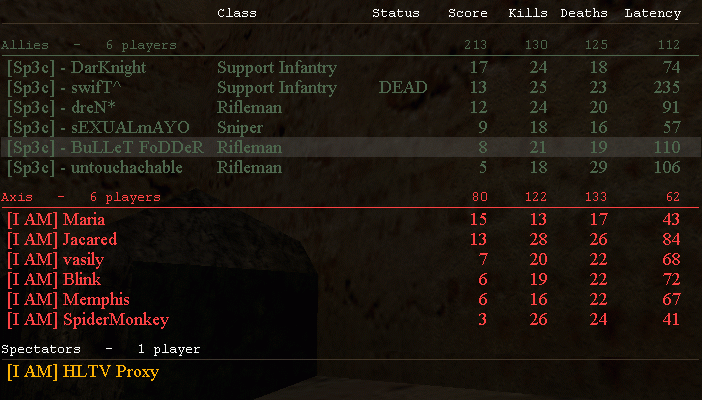 Class Status Score Kills Deaths Latency
Allies - 6 players 213 130 125 112
[Sp3c] - DarKnight Support Infantry 17 24 18 74
[Sp3c] - swifT^ Support Infantry DEAD 13 25 23 235
[Sp3c] - dreN* Rifleman 12 24 20 91
[Sp3c] - sEXUALmAYO Sniper 9 18 16 57
[Sp3c] - BuLLeT FoDDeR Rifleman 8 21 19 110
[Sp3c] - untouchachable Rifleman 5 18 29 106
Axis - 6 players 80 122 133 62
[I AM] Maria 15 13 17 43
[I AM] Jacared 13 28 26 84
[I AM] vasily 7 20 22 68
[I AM] Blink 6 19 22 72
[I AM] Memphis 6 16 22 67
[I AM] SpiderMonkey 3 26 24 41
Spectators - 1 player
[I AM] HLTV Proxy